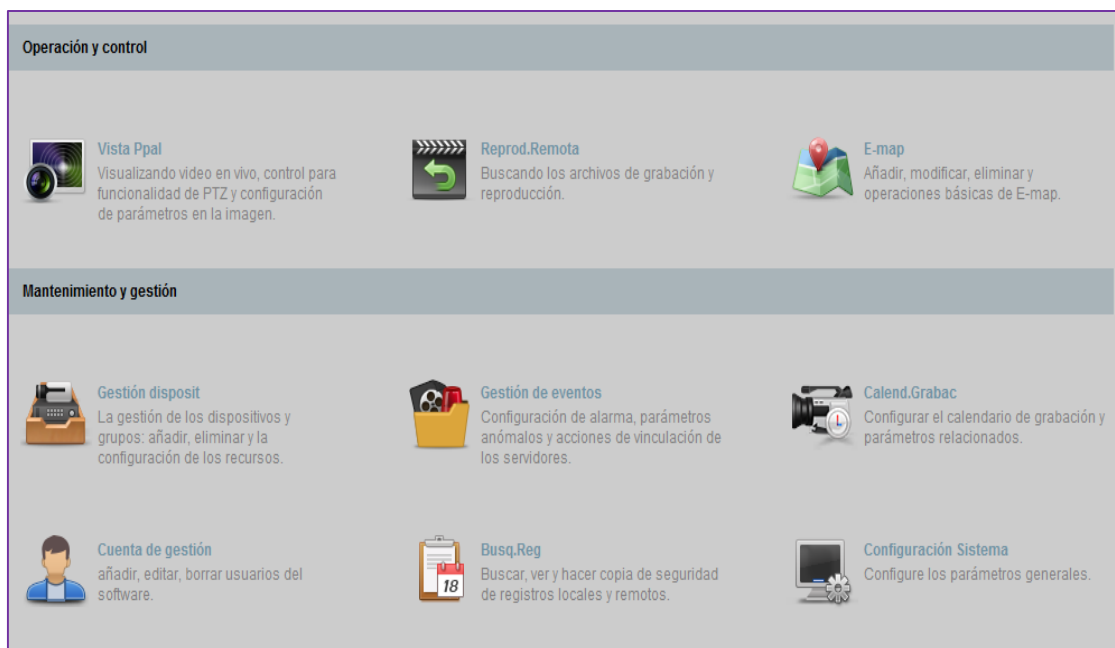 Operación y control
Vista Ppal
Visualizando video en vivo, control para
funcionalidad de PTZ y configuración
de parámetros en la imagen.
Reprod.Remota
Buscando los archivos de grabación y
reproducción.
E-map
Añadir, modificar, eliminar y
operaciones básicas de E-map.
Mantenimiento y gestión
Gestión disposit
La gestión de los dispositivos y
grupos: añadir, eliminar y la
configuración de los recursos.
Gestión de eventos
Configuración de alarma, parámetros
anómalos y acciones de vinculación de
los servidores.
Calend.Grabac
Configurar el calendario de grabación y
parámetros relacionados.
Cuenta de gestión
añadir, editar, borrar usuarios del
software.
18
Busq.Reg
Buscar, ver y hacer copia de seguridad
de registros locales y remotos.
Configuración Sistema
Configure los parámetros generales.